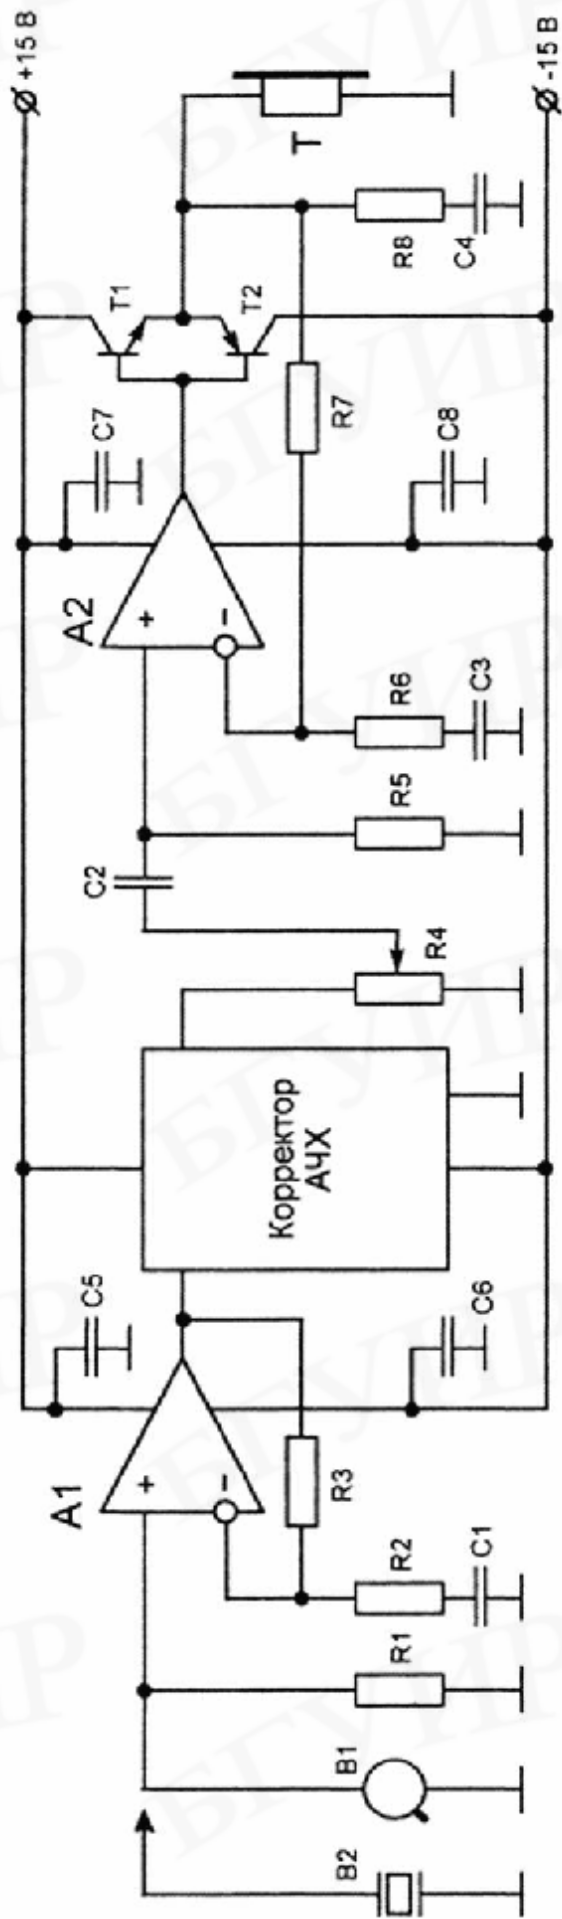 B2
B1
R1
R2
C1
A1
+
−
R3
C5
C6
Корректор
АЧХ
R4
C2
R5
R6
C3
A2
+
−
C7
C8
R7
T1
T2
R8
C4
T
+15 В
-15 В
БГУИР